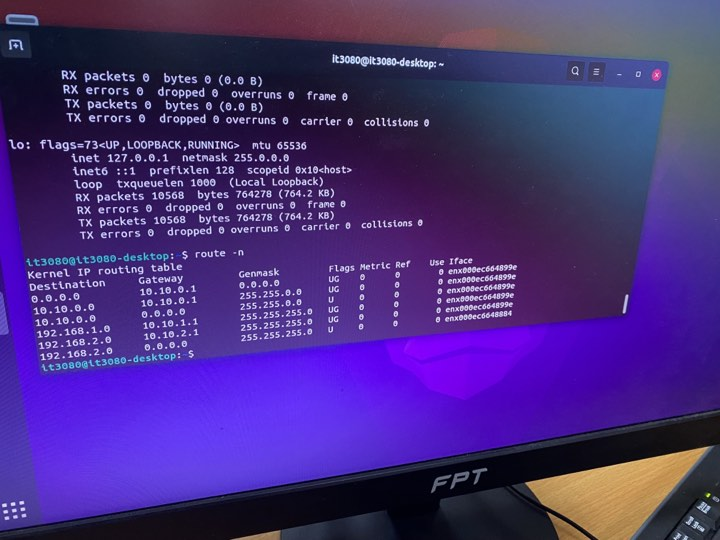 it3080@it3080-desktop: ~
RX packets 0 bytes 0 (0.0 B)
RX errors 0 dropped 0 overruns 0 frame 0
TX packets 0 bytes 0 (0.0 B)
TX errors 0 dropped 0 overruns 0 carrier 0 collisions 0
lo: flags=73<UP,LOOPBACK,RUNNING> mtu 65536
inet 127.0.0.1 netmask 255.0.0.0
inet6 ::1 prefixlen 128 scopeid 0x10<host>
loop txqueuelen 1000 (Local Loopback)
RX packets 10568 bytes 764278 (764.2 KB)
RX errors 0 dropped 0 overruns 0 frame 0
TX packets 10568 bytes 764278 (764.2 KB)
TX errors 0 dropped 0 overruns 0 carrier 0 collisions 0
it3080@it3080-desktop:~$ route -n
Kernel IP routing table
Destination Gateway Genmask Flags Metric Ref Use Iface
0.0.0.0 10.10.0.1 0.0.0.0 UG 0 0 0 enx000ec664899e
10.10.0.0 10.10.0.1 255.255.0.0 UG 0 0 0 enx000ec664899e
10.10.0.0 0.0.0.0 255.255.0.0 U 0 0 0 enx000ec664899e
192.168.1.0 10.10.1.1 255.255.255.0 UG 0 0 0 enx000ec664899e
192.168.2.0 10.10.2.1 255.255.255.0 UG 0 0 0 enx000ec664899e
192.168.2.0 0.0.0.0 255.255.255.0 U 0 0 0 enx000ec6648884
it3080@it3080-desktop:~$
FPT